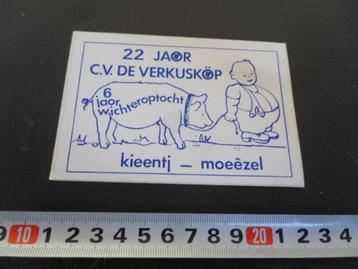 22 JAOR
C.V. DE VERKUSKÖP
6
jaor
wichteroptocht
kieentj _ moeêzel
9 10 1 2 3 4 5 6 7 8 9 20 1 2 3 4